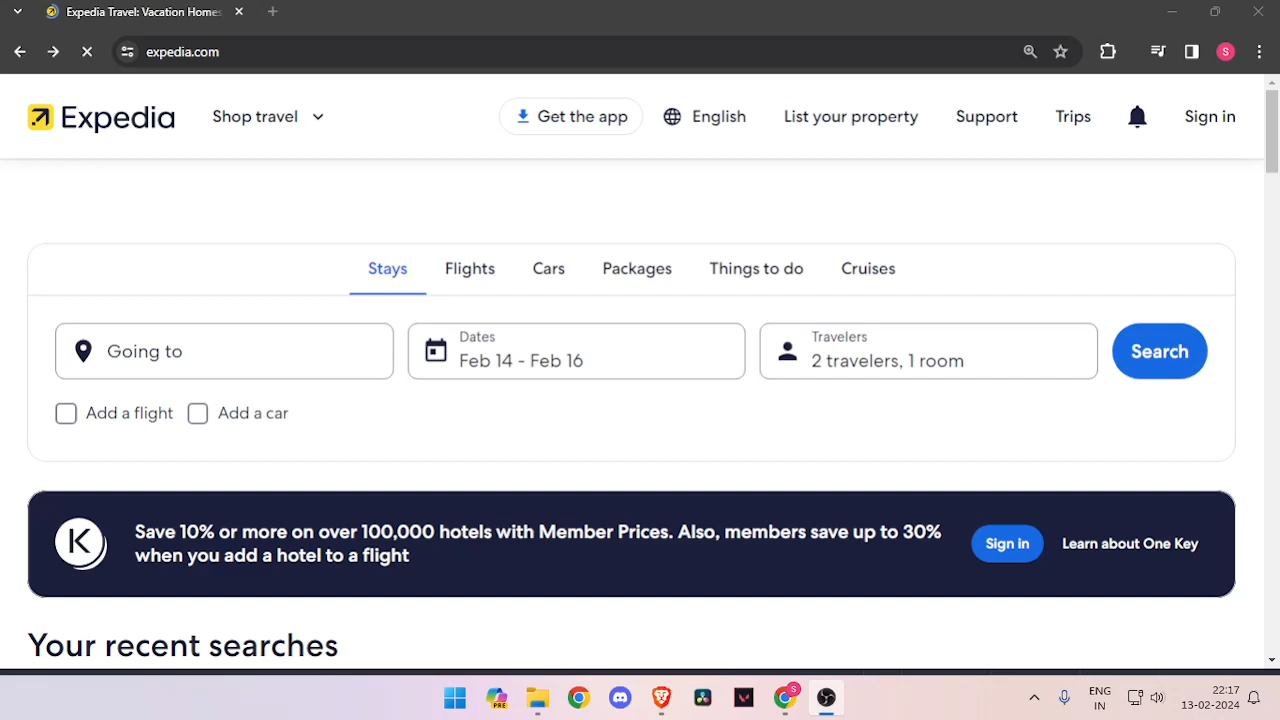 Expedia Travel: Vacation Homes
expedia.com
S
Expedia
Shop travel
Get the app
English
List your property
Support
Trips
Sign in
Stays
Flights
Cars
Packages
Things to do
Cruises
Going to
Dates
Feb 14 - Feb 16
Travelers
2 travelers, 1 room
Search
Add a flight
Add a car
K
Save 10% or more on over 100,000 hotels with Member Prices. Also, members save up to 30%
when you add a hotel to a flight
Sign in
Learn about One Key
Your recent searches
PRE
S
ENG
IN
22:17
13-02-2024